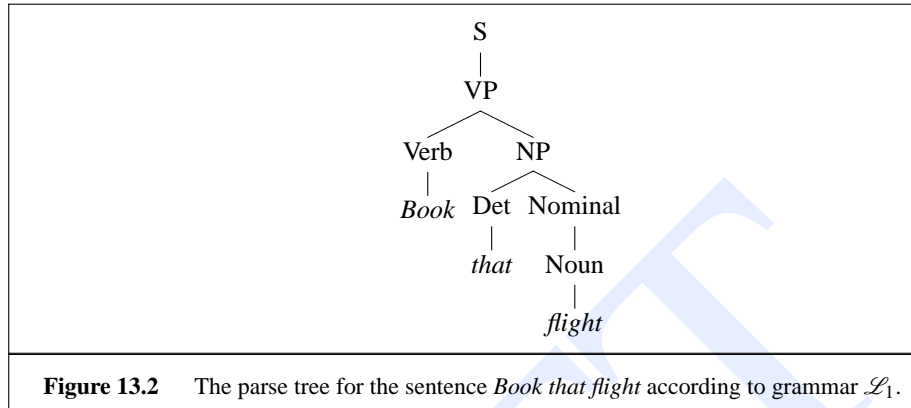 S
VP
Verb NP
Book Det Nominal
that Noun
flight
Figure 13.2 The parse tree for the sentence Book that flight according to grammar ℒ1.